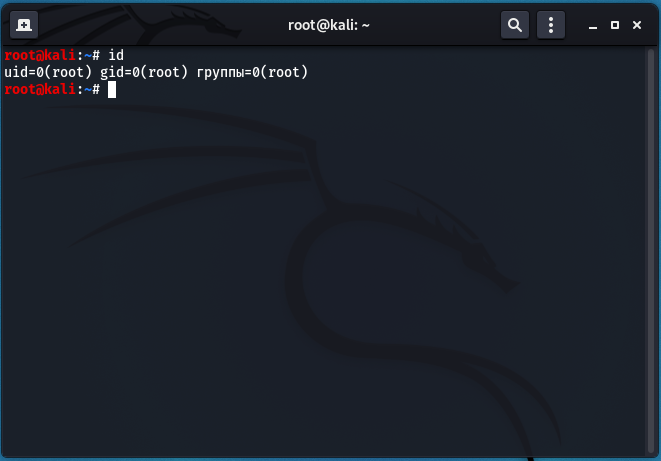 root@kali: ~
root@kali:~# id
uid=0(root) gid=0(root) группы=0(root)
root@kali:~#